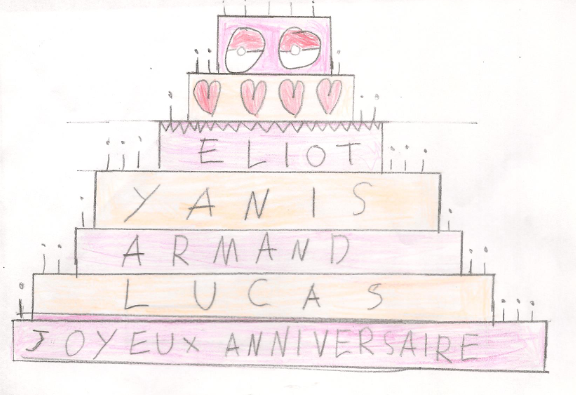 ELIOT
YANIS
ARMAND
LUCAS
JOYEUX ANNIVERSAIRE